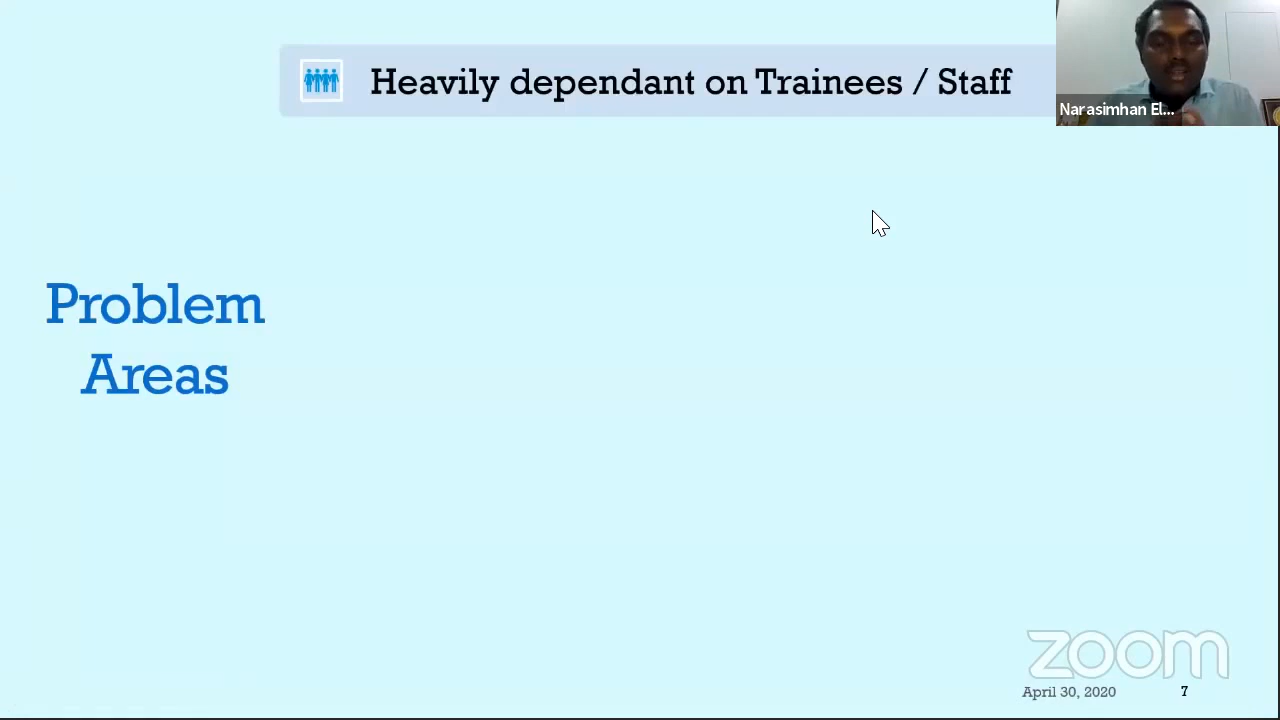 Heavily dependant on Trainees / Staff
Narasimhan El...
Problem
Areas
zoom
April 30, 2020
7